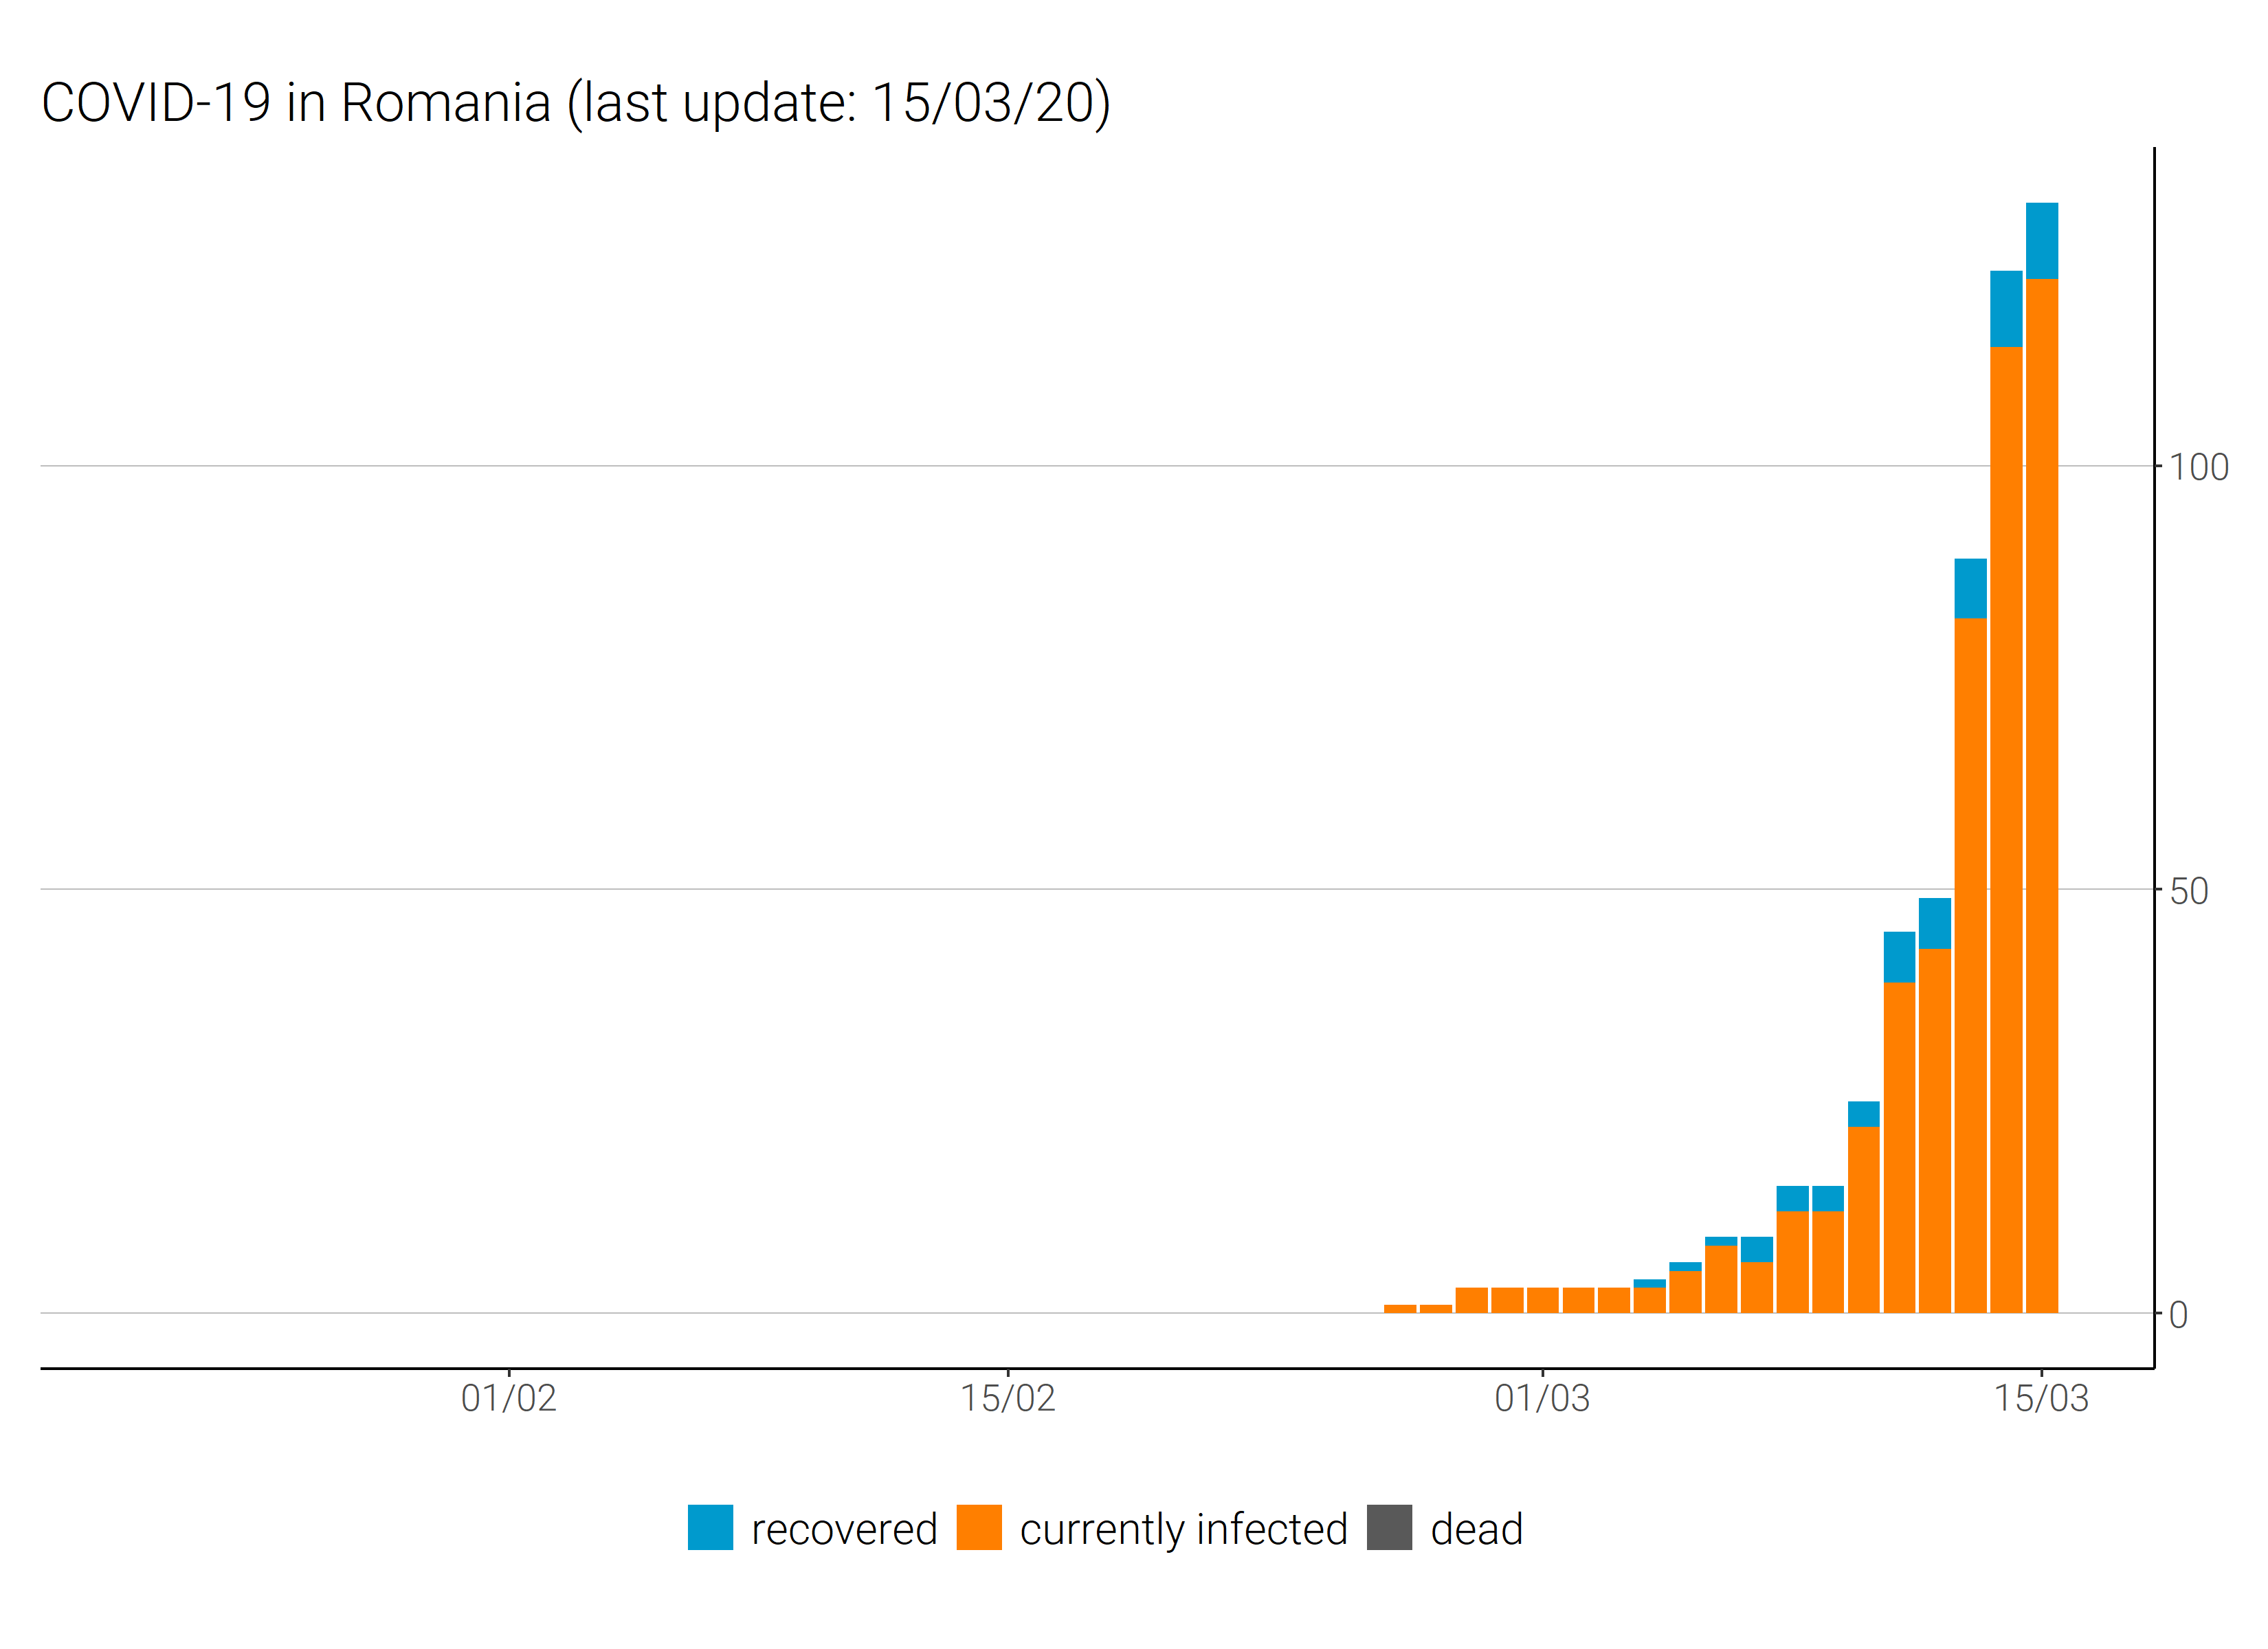 COVID-19 in Romania (last update: 15/03/20)
100
50
0
01/02 15/02 01/03 15/03
recovered currently infected dead